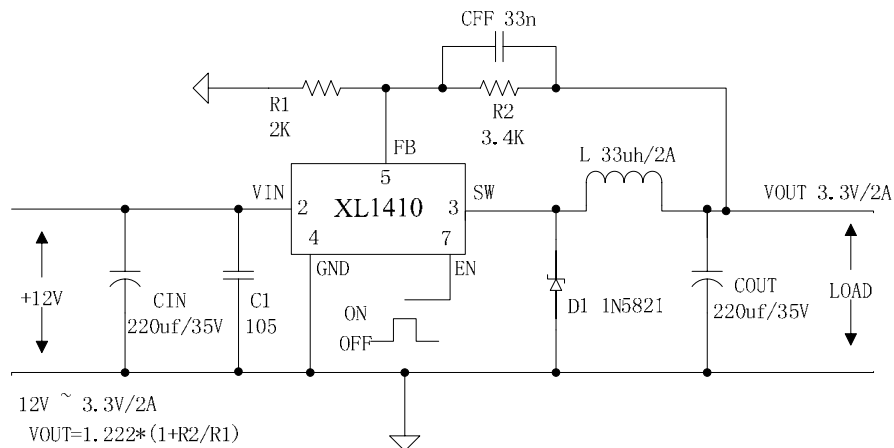 CFF 33n
R1
2K
R2
3.4K
FB
5
L 33uh/2A
VIN
2
XL1410
3
SW
VOUT 3.3V/2A
4
7
GND
EN
+12V
CIN
220uf/35V
C1
105
ON
OFF
D1 1N5821
COUT
220uf/35V
LOAD
12V ~ 3.3V/2A
VOUT=1.222*(1+R2/R1)